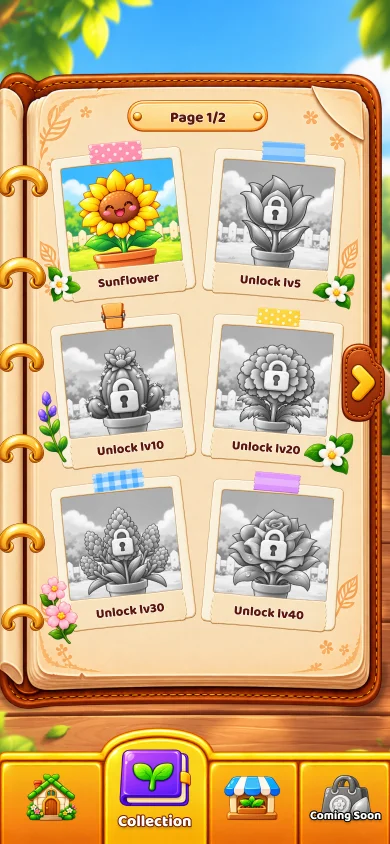 Page 1/2
Sunflower
Unlock lv5
Unlock lv10
Unlock lv20
Unlock lv30
Unlock lv40
Collection
Coming Soon